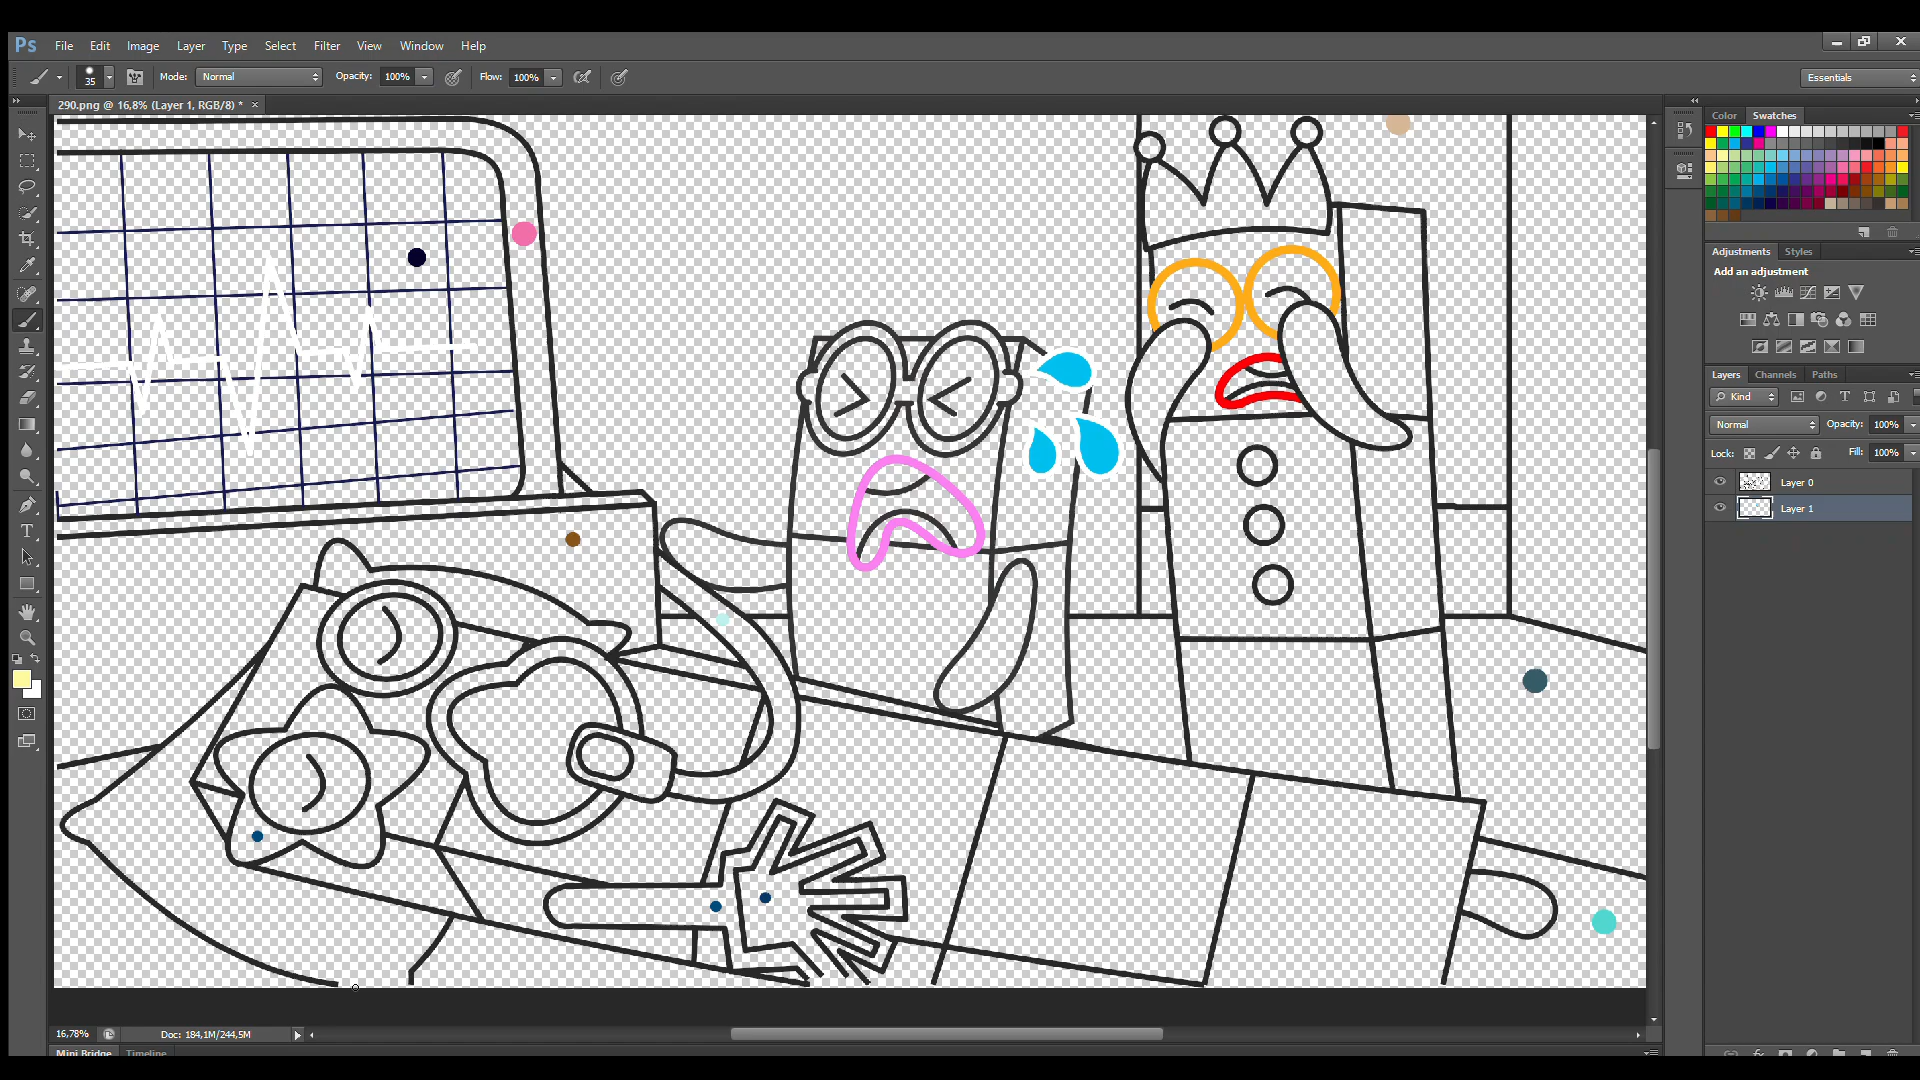 Ps File Edit Image Layer Type Select Filter View Window Help
35 Mode: Normal Opacity: 100% Flow: 100% Essentials
290.png @ 16,8% (Layer 1, RGB/8) * ×
Color Swatches
Adjustments Styles
Add an adjustment
Layers Channels Paths
Kind
Normal Opacity: 100%
Lock: Fill: 100%
Layer 0
Layer 1
16,78% Doc: 184,1M/244,5M
Mini Bridge Timeline